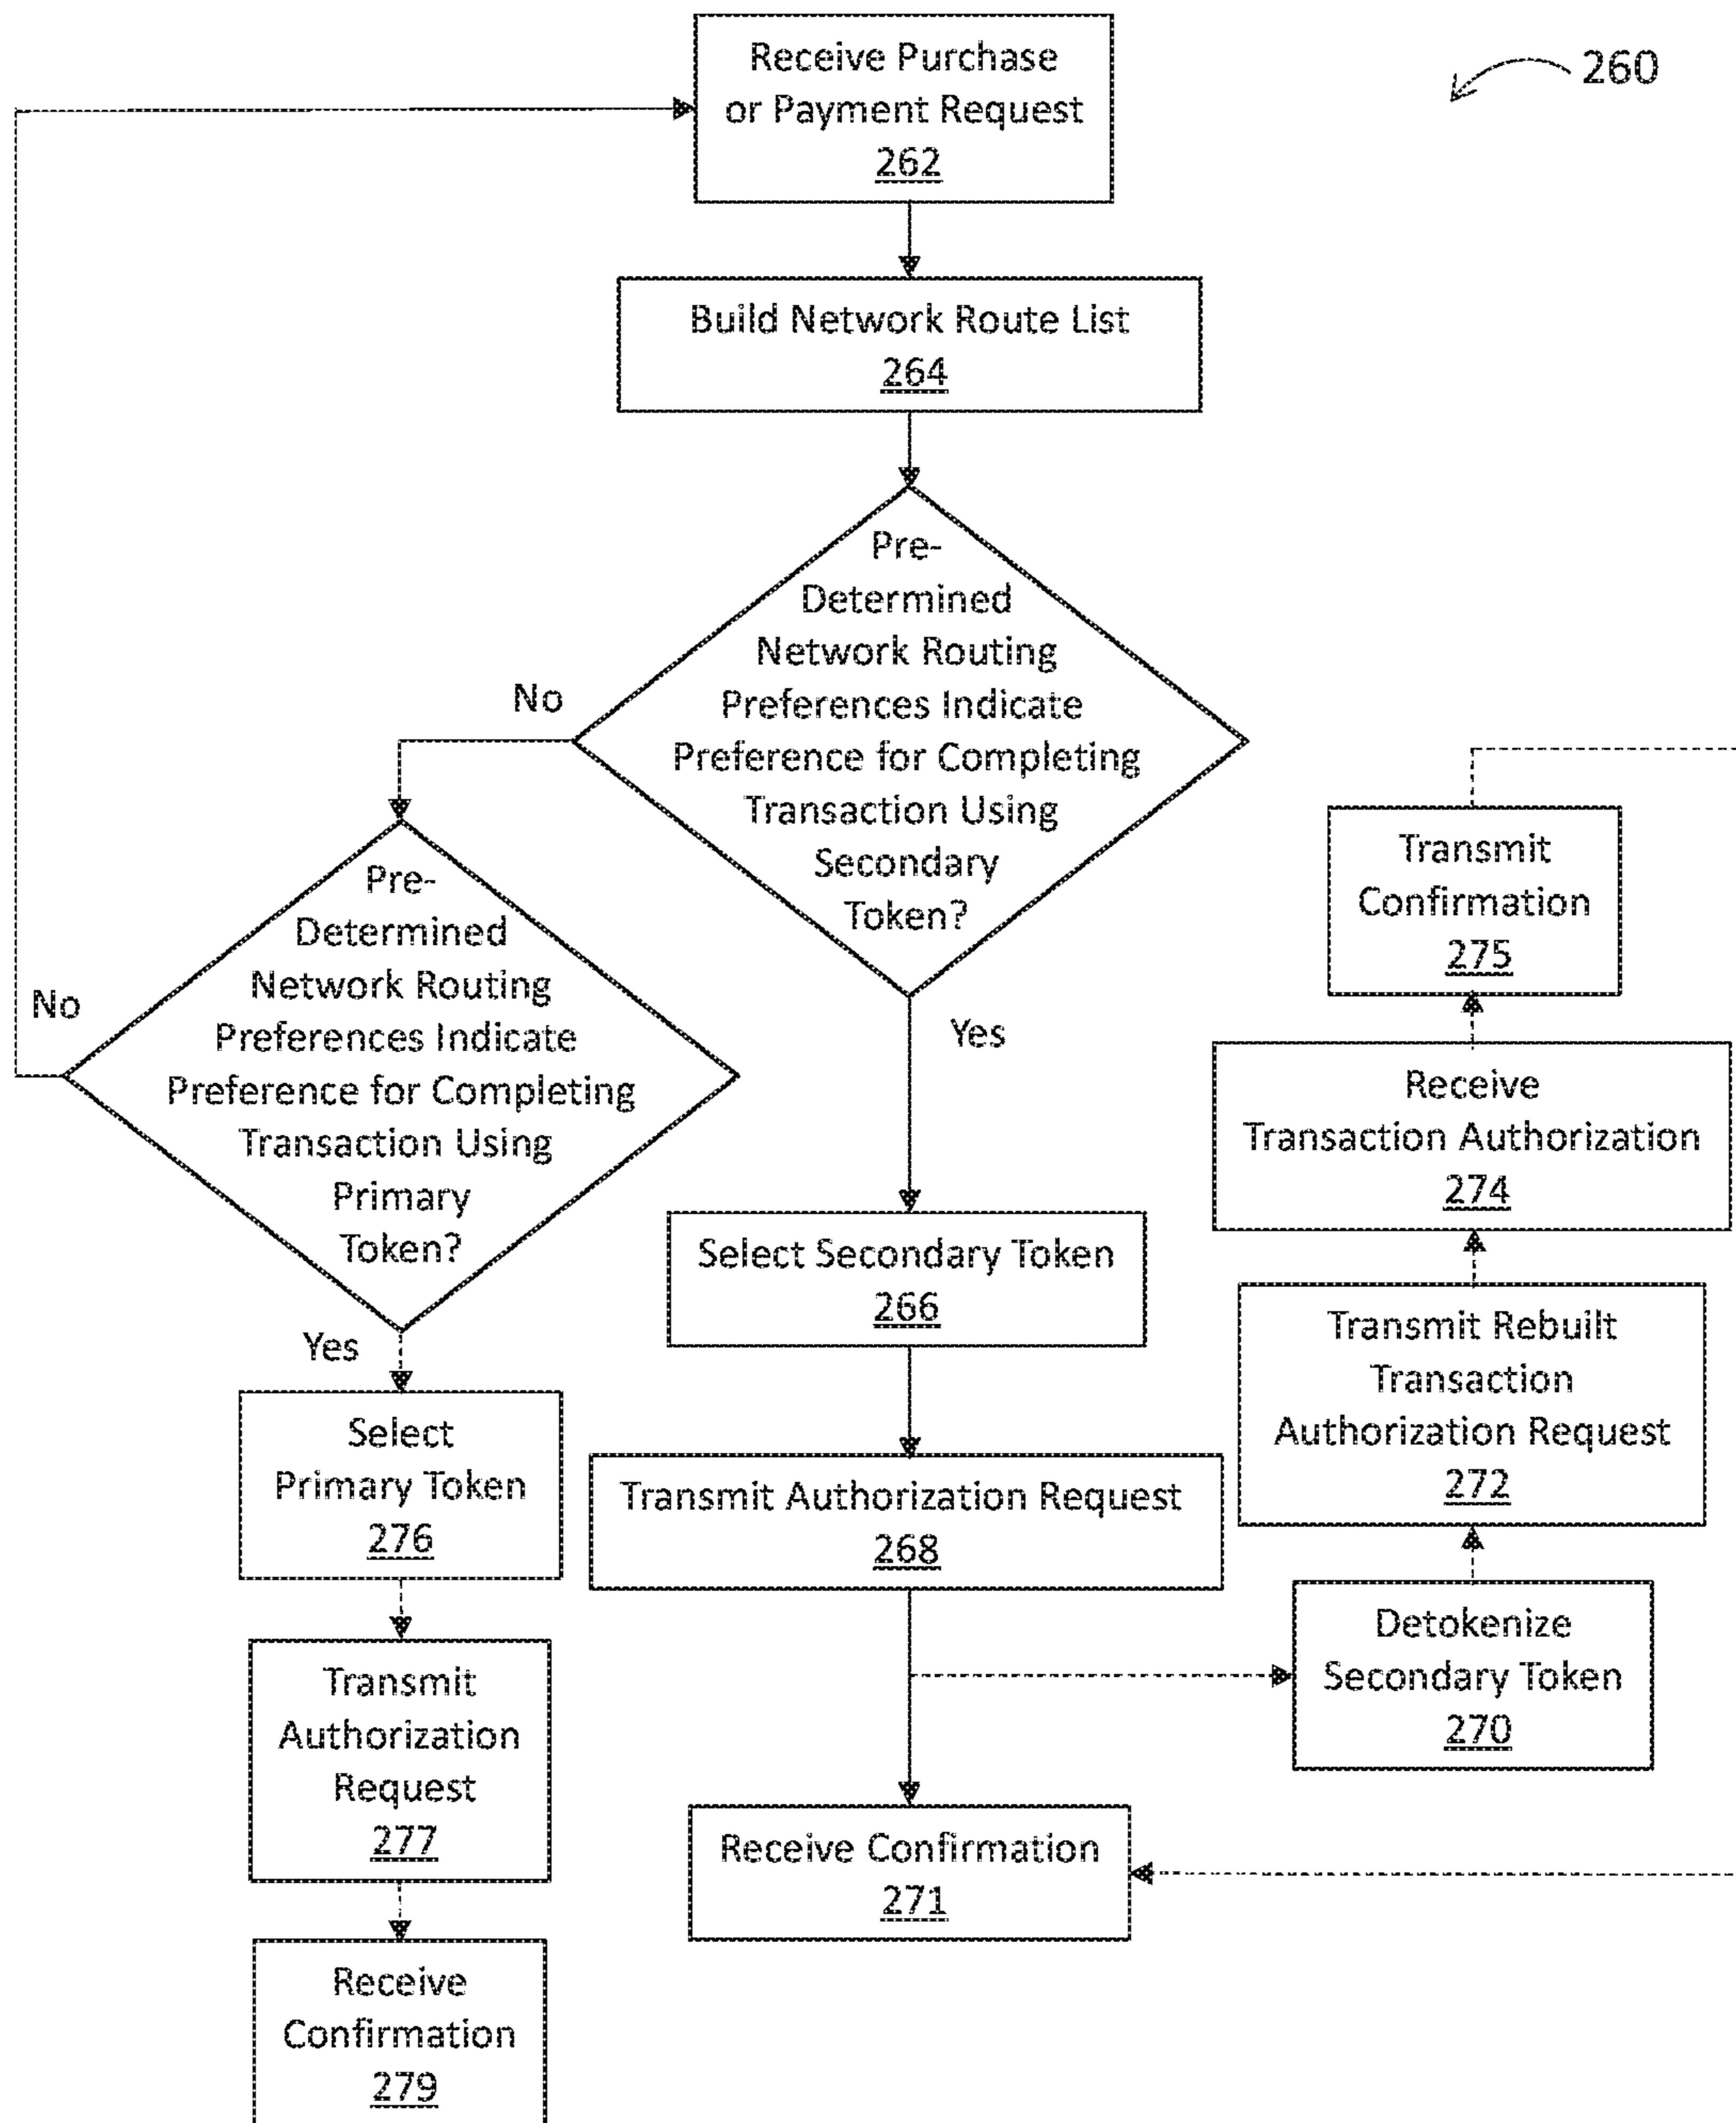 Receive Purchase
or Payment Request
262
260
Build Network Route List
264
Pre-
Determined
Network Routing
Preferences Indicate
Preference for Completing
Transaction Using
Secondary
Token?
No
Yes
Pre-
Determined
Network Routing
Preferences Indicate
Preference for Completing
Transaction Using
Primary
Token?
No
Yes
Select
Primary Token
276
Transmit
Authorization
Request
277
Receive
Confirmation
279
Select Secondary Token
266
Transmit Authorization Request
268
Receive Confirmation
271
Transmit
Confirmation
275
Receive
Transaction Authorization
274
Transmit Rebuilt
Transaction
Authorization Request
272
Detokenize
Secondary Token
270